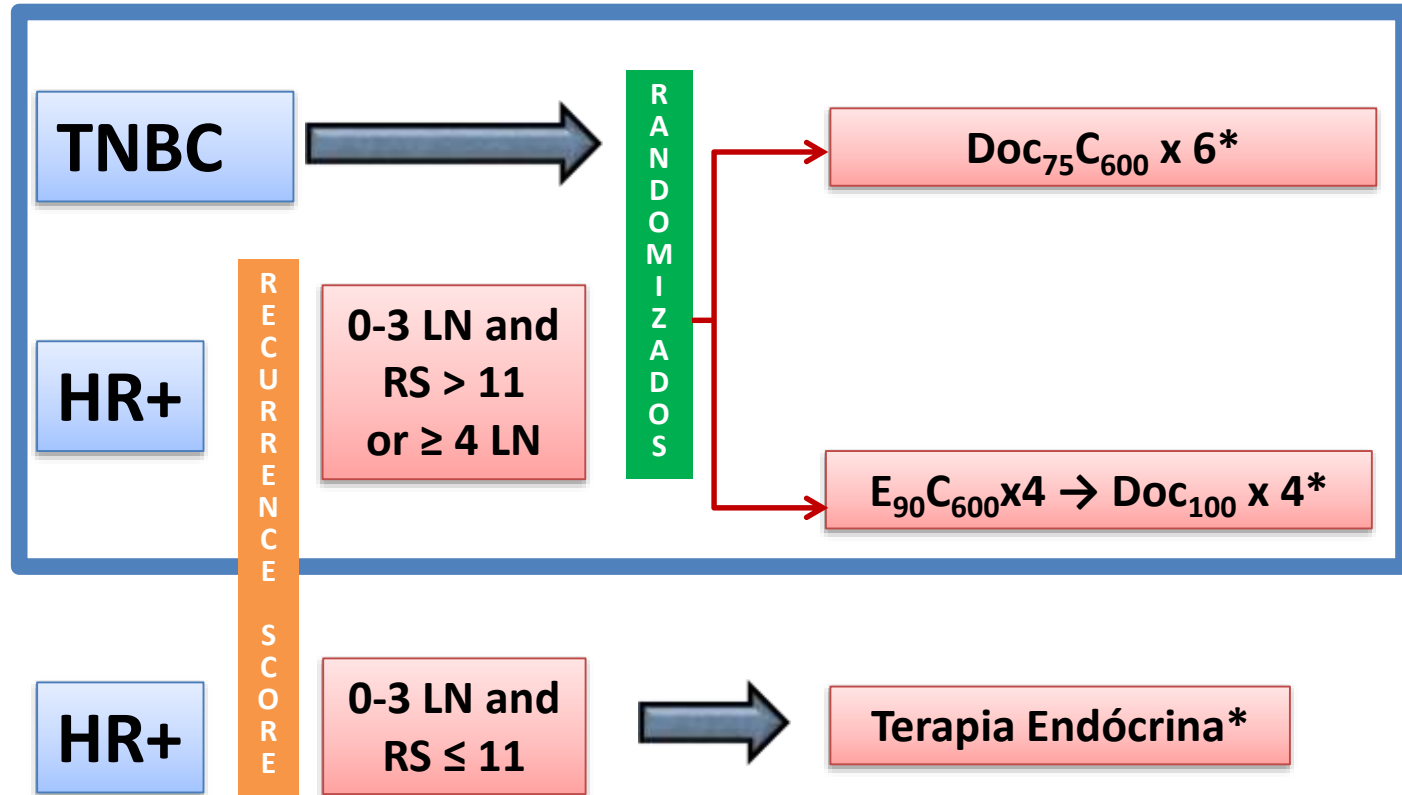 TNBC
RANDOMIZADOS
Doc₇₅C₆₀₀ x 6*
RECURRENCE SCORE
HR+
0-3 LN and
RS > 11
or ≥ 4 LN
E₉₀C₆₀₀x4 → Doc₁₀₀ x 4*
HR+
0-3 LN and
RS ≤ 11
Terapia Endócrina*